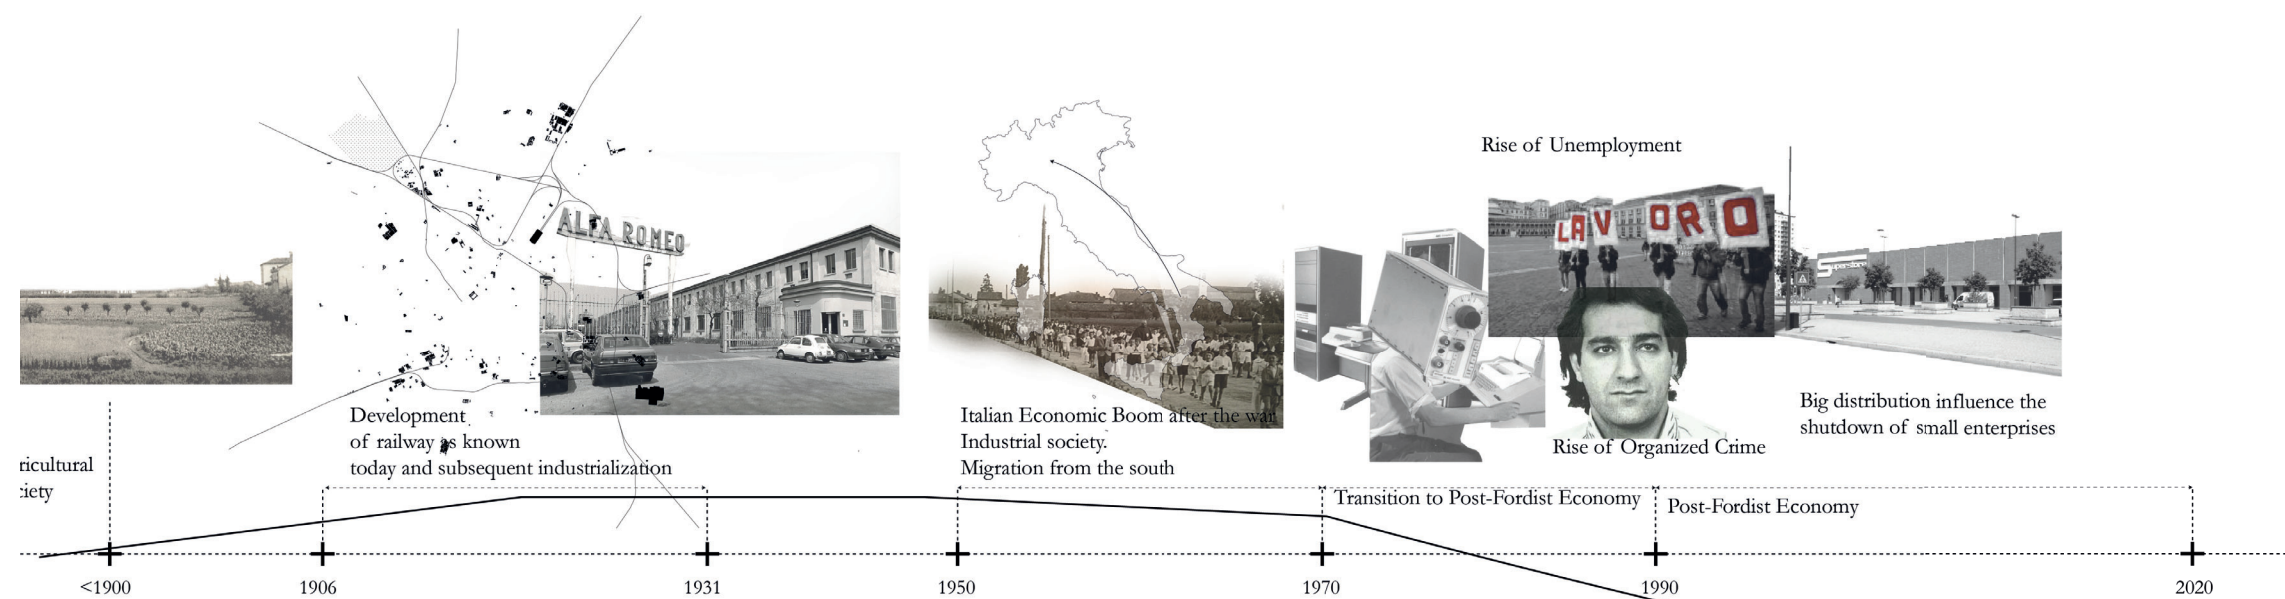 ricultural
iety
Development
of railway as known
today and subsequent industrialization
ALFA ROMEO
Italian Economic Boom after the war
Industrial society.
Migration from the south
Rise of Unemployment
LAVORO
Rise of Organized Crime
Superstore
Big distribution influence the
shutdown of small enterprises
Transition to Post-Fordist Economy
Post-Fordist Economy
<1900
1906
1931
1950
1970
1990
2020